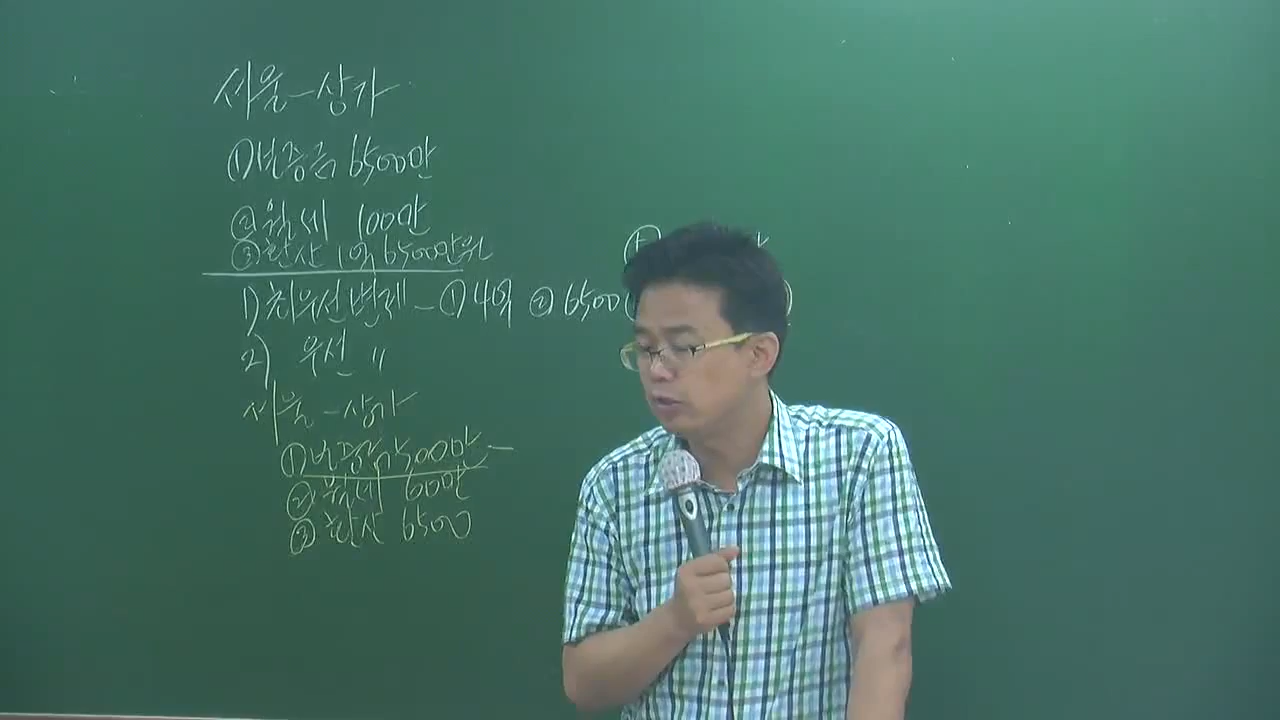 서울-상가
①보증금 6500만
②월세 100만
③환산 1억 6500만원
1) 최우선변제 - ① 4억 ② 6500
2) 우선 〃
서울-상가
①보증금 500만
②월세 60만
③환산 6500